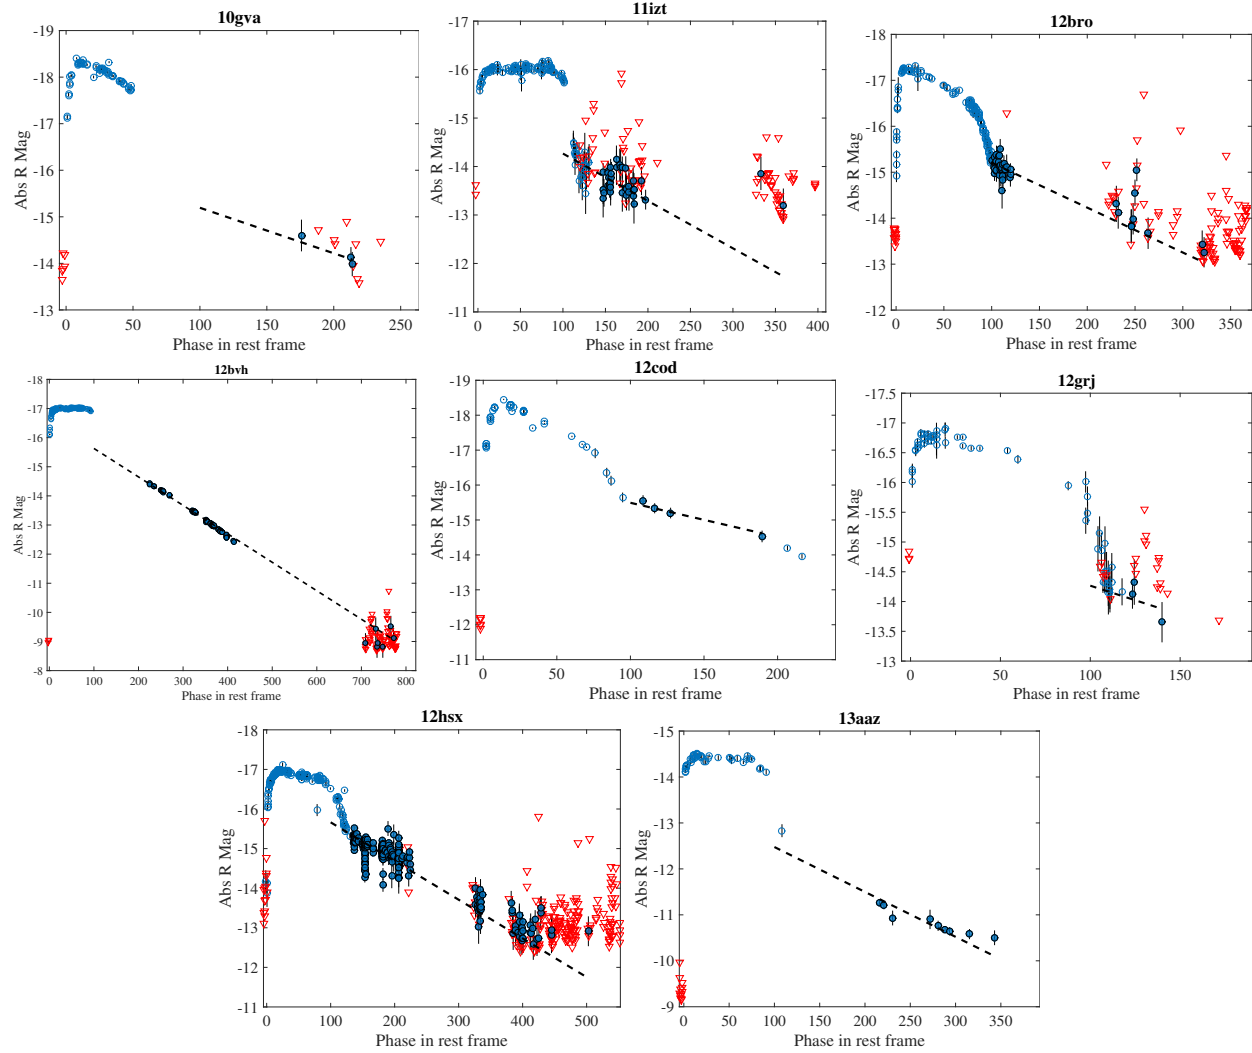 10gva
-19
-18
-17
-16
-15
-14
-13
Abs R Mag
0 50 100 150 200 250
Phase in rest frame
11izt
-17
-16
-15
-14
-13
-12
-11
Abs R Mag
0 50 100 150 200 250 300 350 400
Phase in rest frame
12bro
-18
-17
-16
-15
-14
-13
-12
Abs R Mag
0 50 100 150 200 250 300 350
Phase in rest frame
12bvh
-18
-17
-16
-15
-14
-13
-12
-11
-10
-9
-8
Abs R Mag
0 100 200 300 400 500 600 700 800
Phase in rest frame
12cod
-19
-18
-17
-16
-15
-14
-13
-12
-11
Abs R Mag
0 50 100 150 200
Phase in rest frame
12grj
-17.5
-17
-16.5
-16
-15.5
-15
-14.5
-14
-13.5
-13
Abs R Mag
0 50 100 150
Phase in rest frame
12hsx
-18
-17
-16
-15
-14
-13
-12
-11
Abs R Mag
0 100 200 300 400 500
Phase in rest frame
13aaz
-15
-14
-13
-12
-11
-10
-9
Abs R Mag
0 50 100 150 200 250 300 350
Phase in rest frame